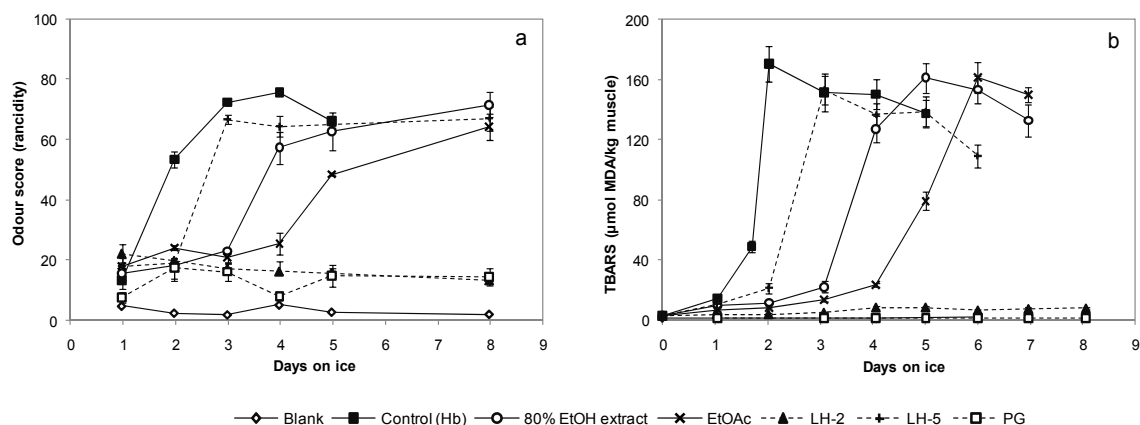 a
Odour score (rancidity)
100
80
60
40
20
0
0 1 2 3 4 5 6 7 8 9
Days on ice
b
TBARS (µmol MDA/kg muscle)
200
160
120
80
40
0
0 1 2 3 4 5 6 7 8 9
Days on ice
Blank Control (Hb) 80% EtOH extract EtOAc LH-2 LH-5 PG